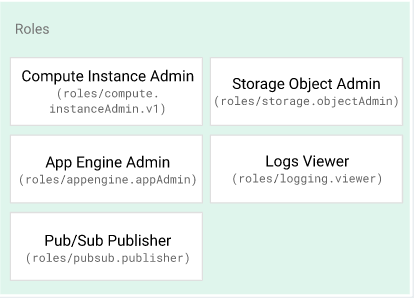 Roles
Compute Instance Admin
(roles/compute.
instanceAdmin.v1)
Storage Object Admin
(roles/storage.objectAdmin)
App Engine Admin
(roles/appengine.appAdmin)
Logs Viewer
(roles/logging.viewer)
Pub/Sub Publisher
(roles/pubsub.publisher)